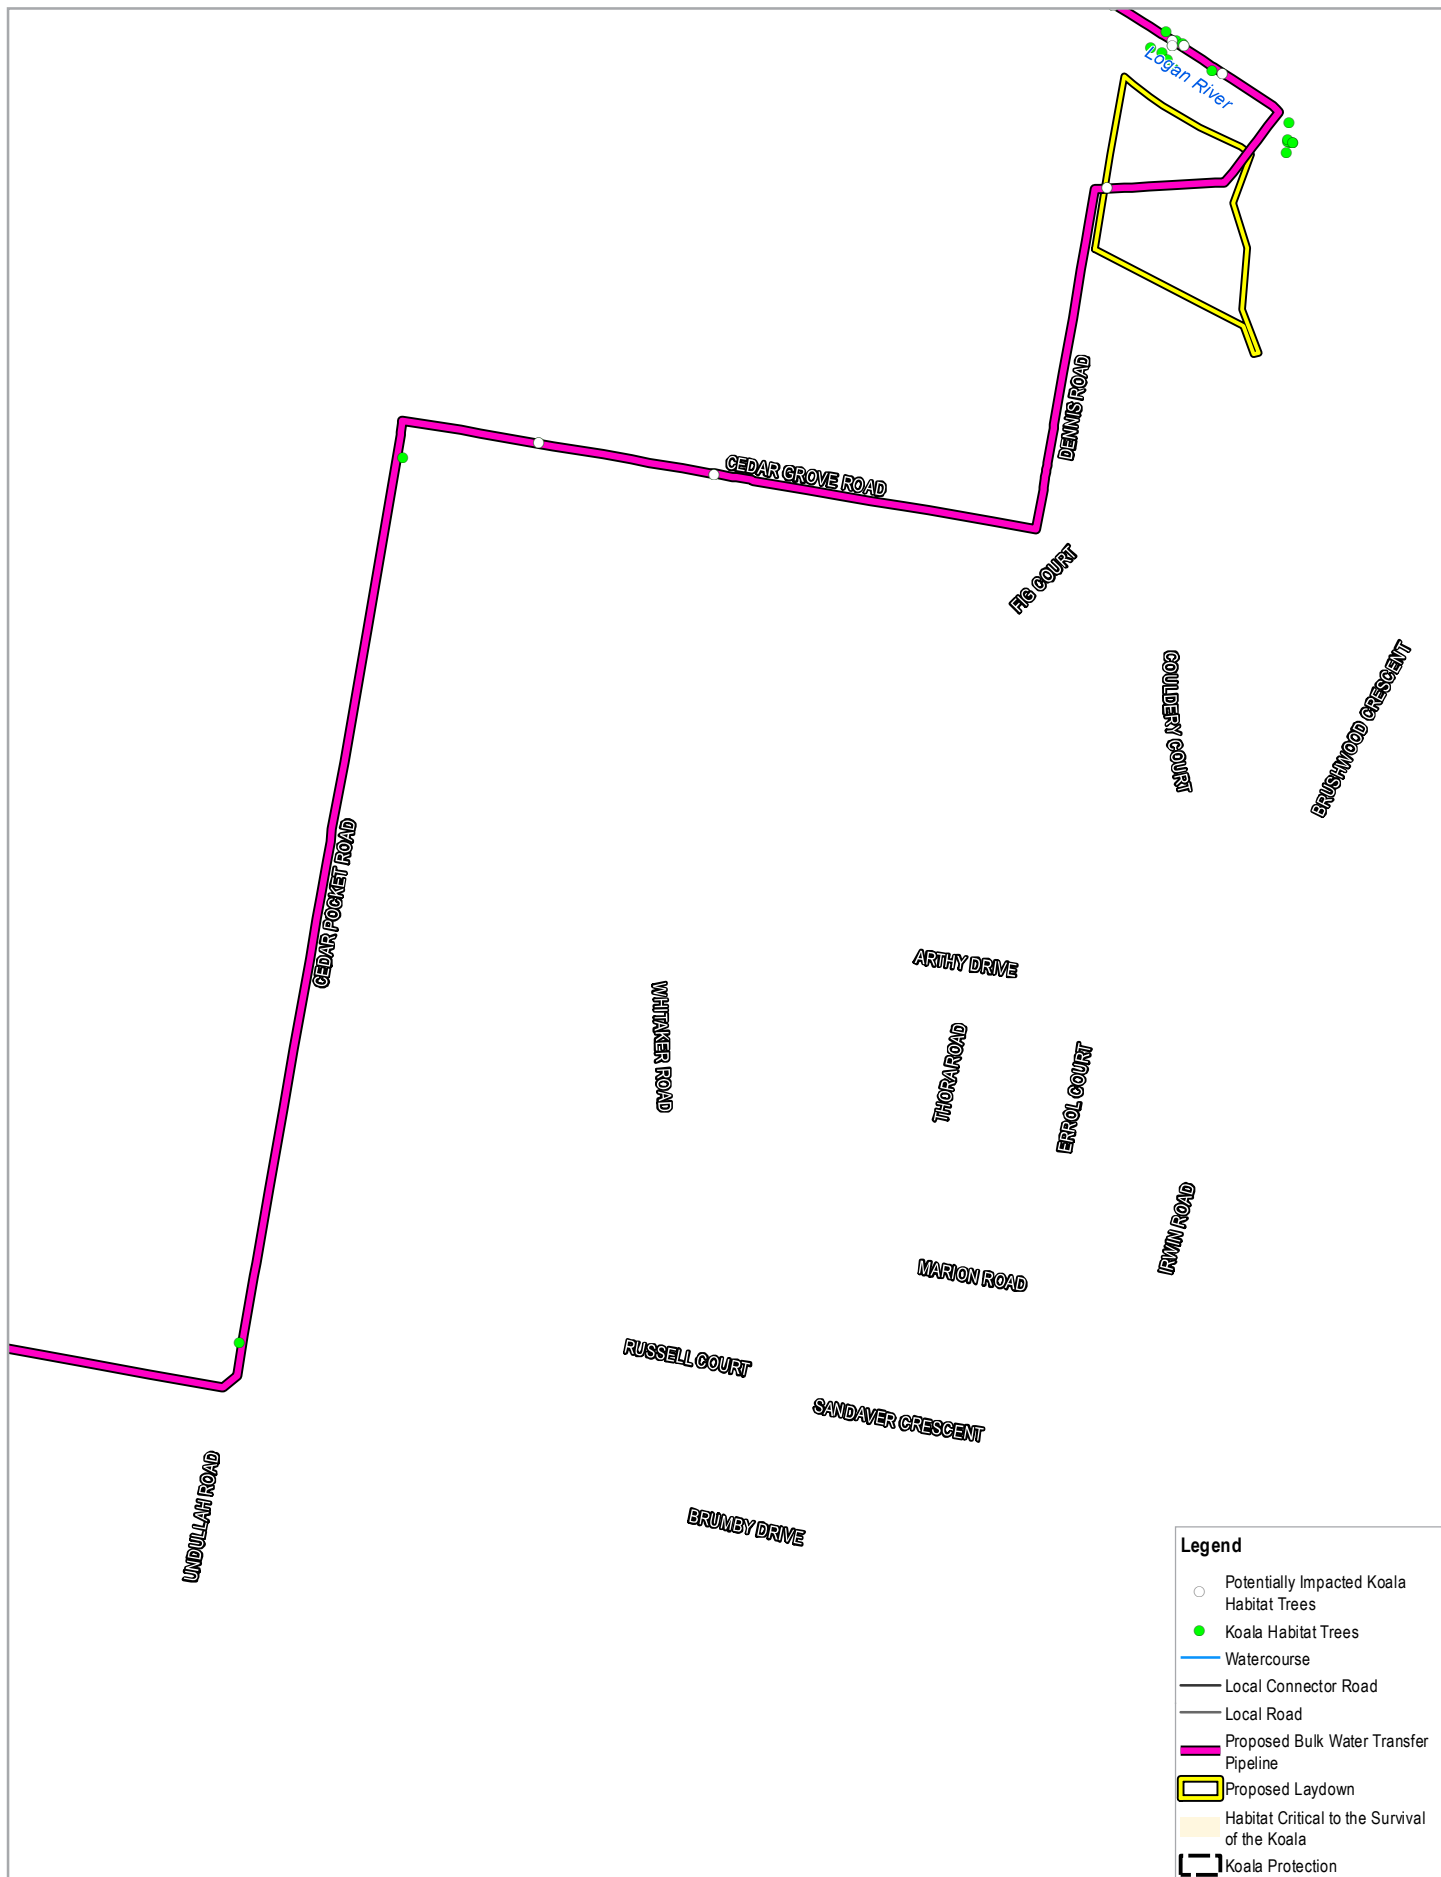 Logan River
DENNIS ROAD
CEDAR GROVE ROAD
FIG COURT
COULDERY COURT
BRUSHWOOD CRESCENT
CEDAR POCKET ROAD
ARTHY DRIVE
WHITAKER ROAD
THORA ROAD
ERROL COURT
IRWIN ROAD
MARION ROAD
RUSSELL COURT
SANDAVER CRESCENT
UNDULLAH ROAD
BRUMBY DRIVE
Legend
Potentially Impacted Koala
Habitat Trees
Koala Habitat Trees
Watercourse
Local Connector Road
Local Road
Proposed Bulk Water Transfer
Pipeline
Proposed Laydown
Habitat Critical to the Survival
of the Koala
Koala Protection